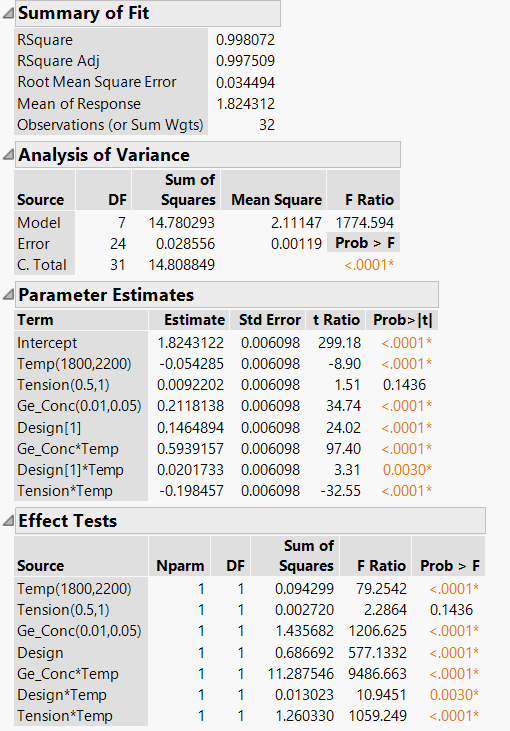 Summary of Fit
RSquare 0.998072
RSquare Adj 0.997509
Root Mean Square Error 0.034494
Mean of Response 1.824312
Observations (or Sum Wgts) 32
Analysis of Variance
Source DF Sum of Squares Mean Square F Ratio
Model 7 14.780293 2.11147 1774.594
Error 24 0.028556 0.00119 Prob > F
C. Total 31 14.808849 <.0001*
Parameter Estimates
Term Estimate Std Error t Ratio Prob>|t|
Intercept 1.8243122 0.006098 299.18 <.0001*
Temp(1800,2200) -0.054285 0.006098 -8.90 <.0001*
Tension(0.5,1) 0.0092202 0.006098 1.51 0.1436
Ge_Conc(0.01,0.05) 0.2118138 0.006098 34.74 <.0001*
Design[1] 0.1464894 0.006098 24.02 <.0001*
Ge_Conc*Temp 0.5939157 0.006098 97.40 <.0001*
Design[1]*Temp 0.0201733 0.006098 3.31 0.0030*
Tension*Temp -0.198457 0.006098 -32.55 <.0001*
Effect Tests
Source Nparm DF Sum of Squares F Ratio Prob > F
Temp(1800,2200) 1 1 0.094299 79.2542 <.0001*
Tension(0.5,1) 1 1 0.002720 2.2864 0.1436
Ge_Conc(0.01,0.05) 1 1 1.435682 1206.625 <.0001*
Design 1 1 0.686692 577.1332 <.0001*
Ge_Conc*Temp 1 1 11.287546 9486.663 <.0001*
Design*Temp 1 1 0.013023 10.9451 0.0030*
Tension*Temp 1 1 1.260330 1059.249 <.0001*